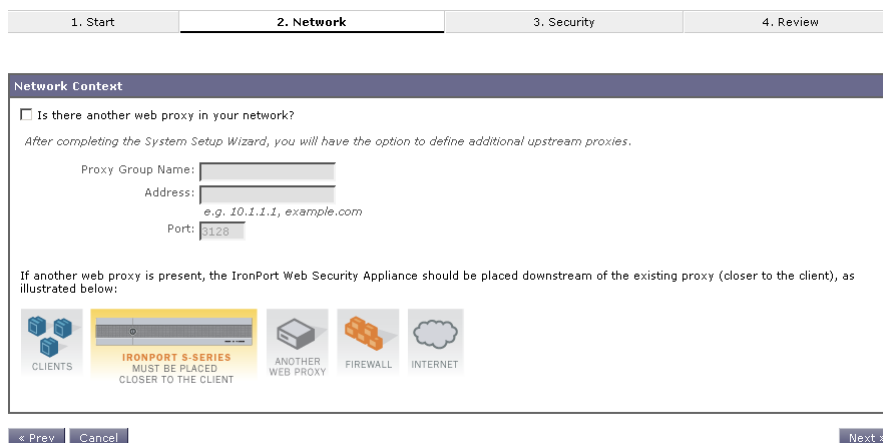 1. Start
2. Network
3. Security
4. Review
Network Context
Is there another web proxy in your network?
After completing the System Setup Wizard, you will have the option to define additional upstream proxies.
Proxy Group Name:
Address:
e.g. 10.1.1.1, example.com
Port: 3128
If another web proxy is present, the IronPort Web Security Appliance should be placed downstream of the existing proxy (closer to the client), as
illustrated below:
CLIENTS
IRONPORT S-SERIES
MUST BE PLACED
CLOSER TO THE CLIENT
ANOTHER
WEB PROXY
FIREWALL
INTERNET
« Prev
Cancel
Next »